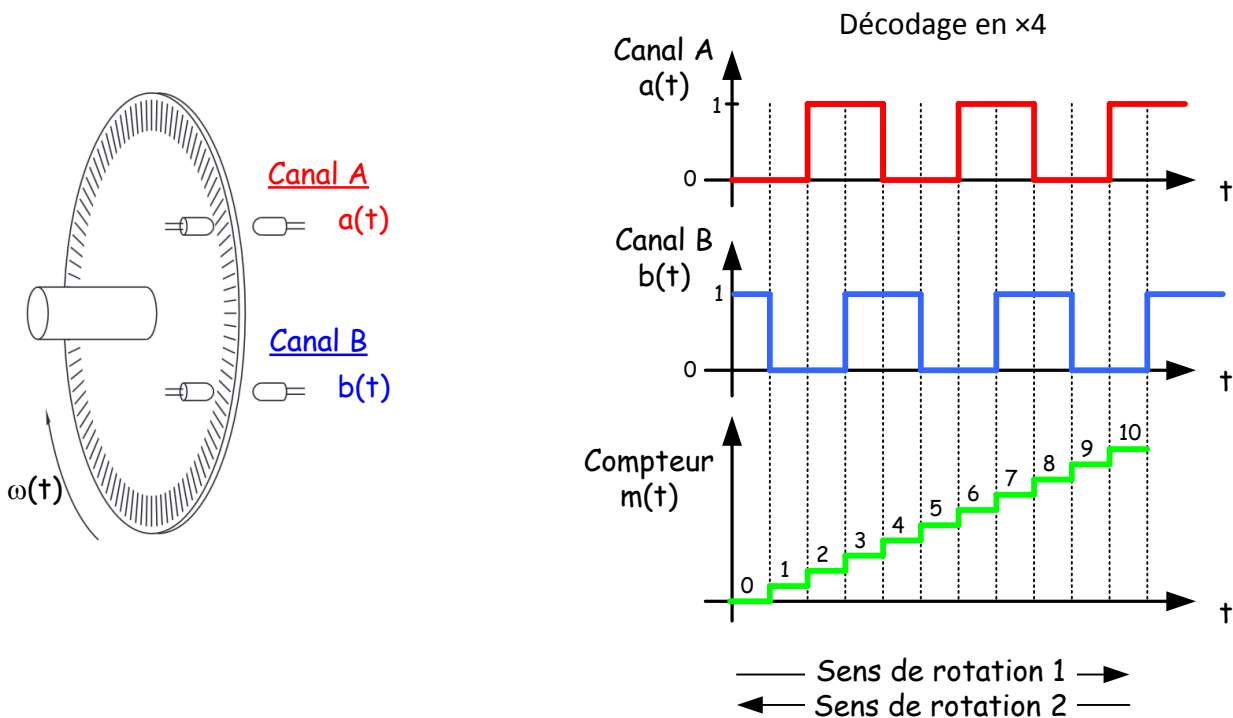 Canal A
a(t)
Canal B
b(t)
ω(t)
Décodage en ×4
Canal A
a(t)
1
0
t
Canal B
b(t)
1
0
t
Compteur
m(t)
0
1
2
3
4
5
6
7
8
9
10
t
Sens de rotation 1
Sens de rotation 2